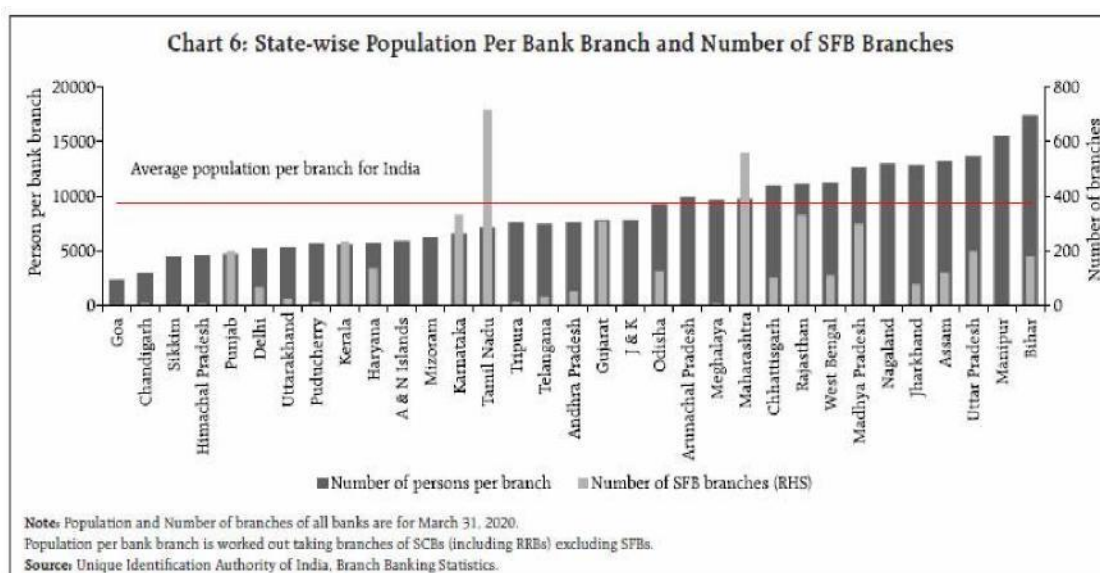 Chart 6: State-wise Population Per Bank Branch and Number of SFB Branches
Person per bank branch
20000
15000
10000
5000
0
Average population per branch for India
800
600
400
200
0
Number of branches
Goa
Chandigarh
Sikkim
Himachal Pradesh
Punjab
Delhi
Uttarakhand
Puducherry
Kerala
Haryana
A & N Islands
Mizoram
Karnataka
Tamil Nadu
Tripura
Telangana
Andhra Pradesh
Gujarat
J & K
Odisha
Arunachal Pradesh
Meghalaya
Maharashtra
Chhattisgarh
Rajasthan
West Bengal
Madhya Pradesh
Nagaland
Jharkhand
Assam
Uttar Pradesh
Manipur
Bihar
Number of persons per branch
Number of SFB branches (RHS)
Note: Population and Number of branches of all banks are for March 31, 2020.
Population per bank branch is worked out taking branches of SCBs (including RRBs) excluding SFBs.
Source: Unique Identification Authority of India, Branch Banking Statistics.